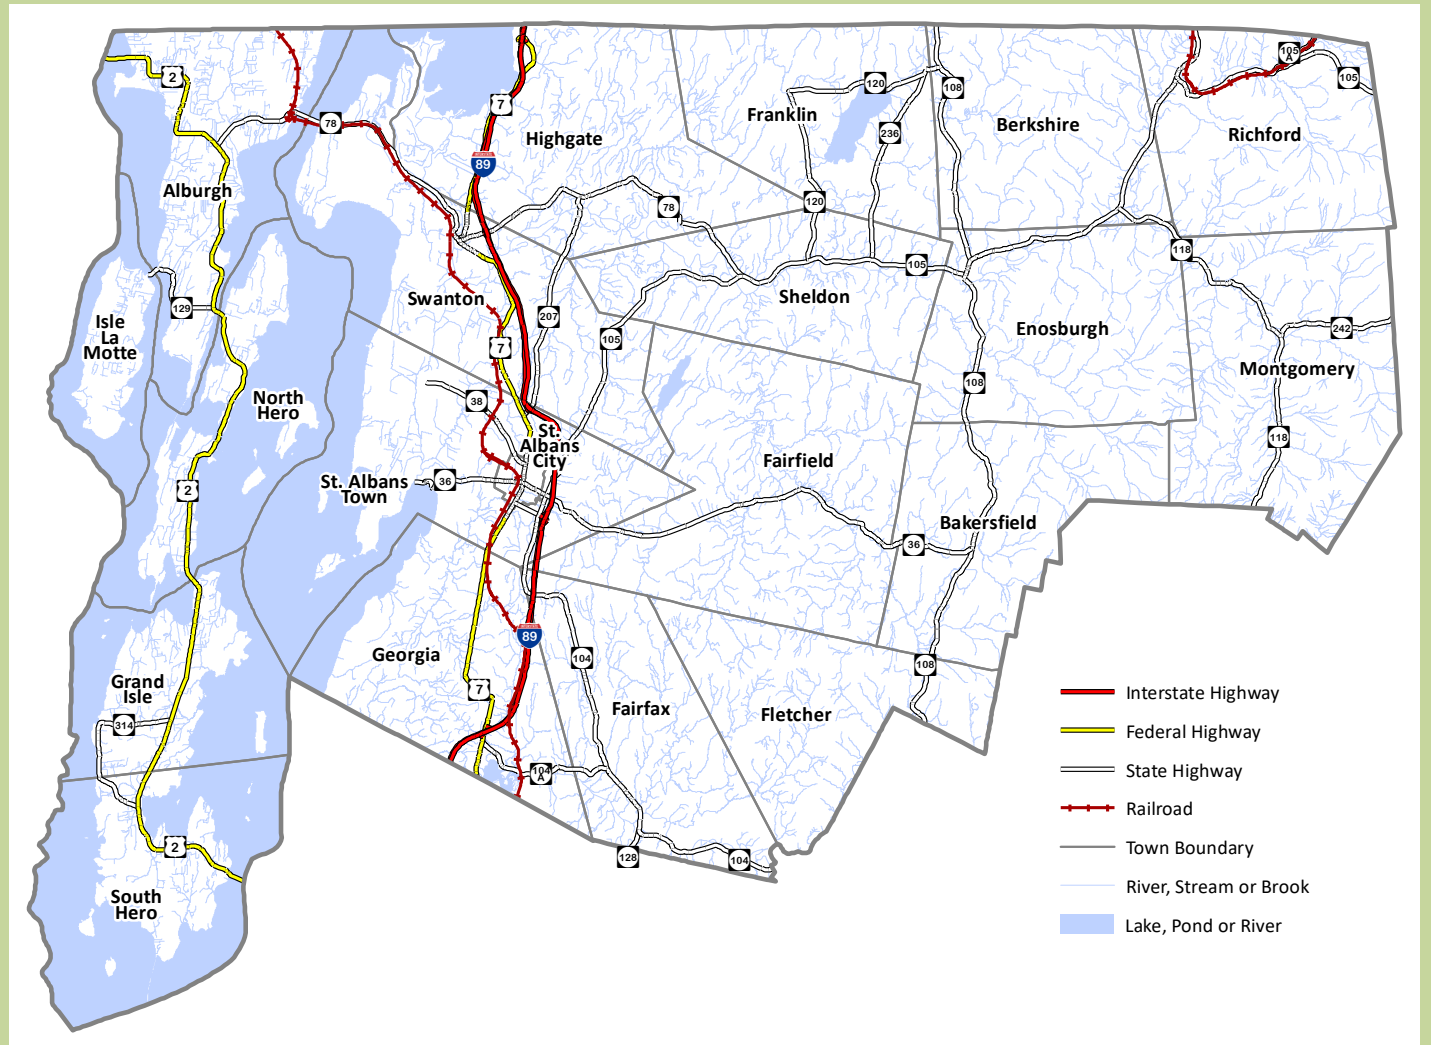 105
A
2
120
105
108
7
Franklin
78
Highgate
Berkshire
236
Richford
89
Alburgh
120
78
118
105
Swanton
Sheldon
129
207
Isle
La
Motte
Enosburgh
242
105
7
Montgomery
North
Hero
108
38
St.
Albans
City
118
Fairfield
St. Albans
Town
36
2
Bakersfield
36
89
Georgia
104
108
Grand
Isle
7
Interstate Highway
Fairfax
Fletcher
314
Federal Highway
104
A
State Highway
Railroad
2
Town Boundary
128
104
River, Stream or Brook
South
Hero
Lake, Pond or River